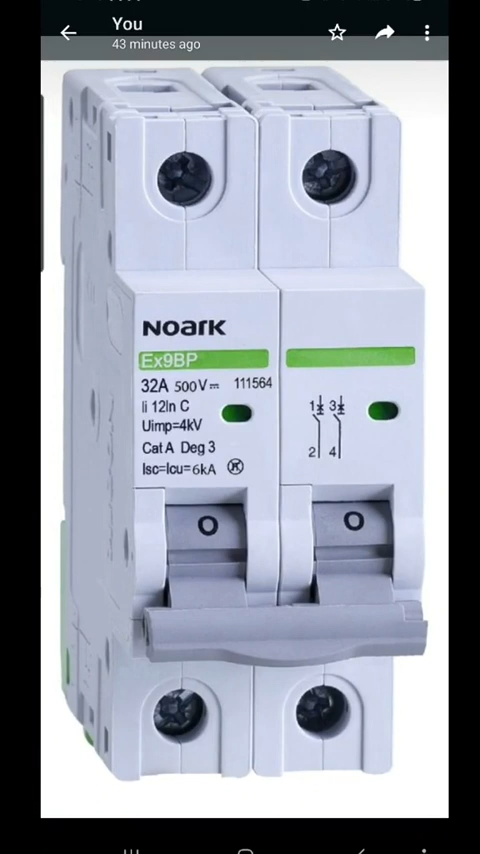 You
43 minutes ago
NOARK
Ex9BP
32A 500V⎓ 111564
Ii 12In C
Uimp=4kV
Cat A Deg 3
Isc=Icu=6kA
1 3
2 4
O O